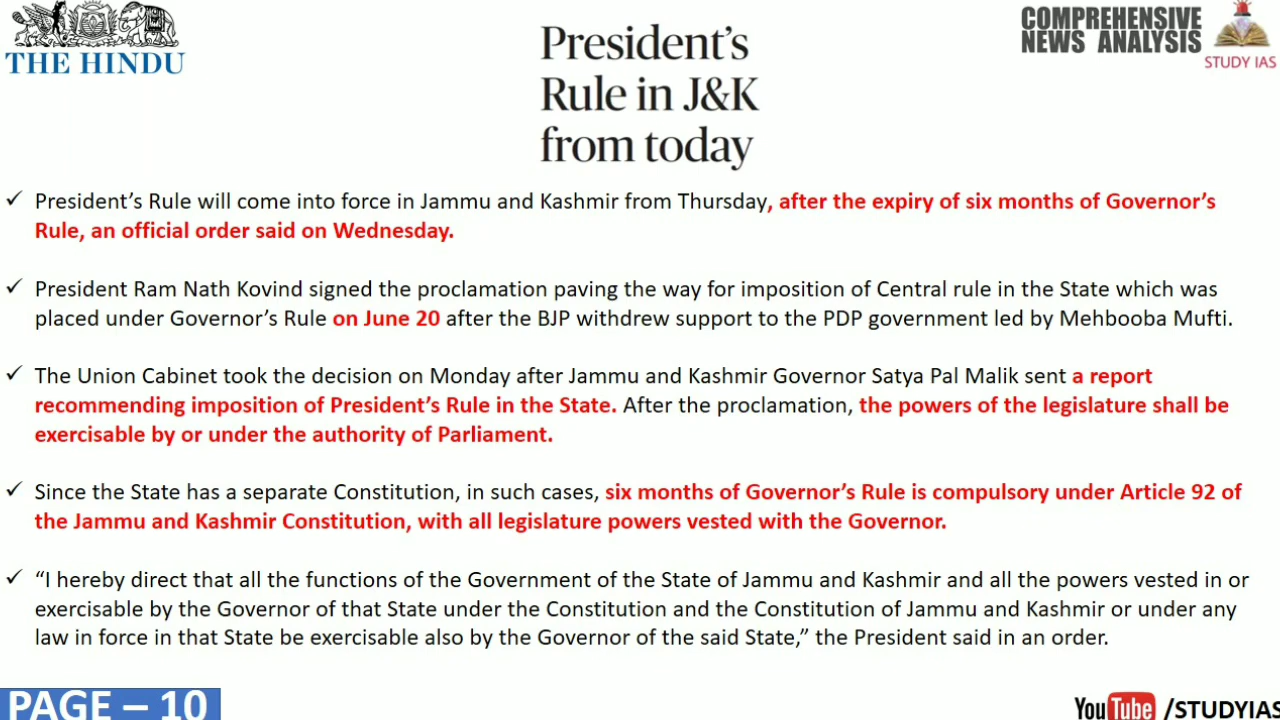 THE HINDU
President’s
Rule in J&K
from today
COMPREHENSIVE
NEWS ANALYSIS
STUDY IAS
✓ President’s Rule will come into force in Jammu and Kashmir from Thursday, after the expiry of six months of Governor’s
Rule, an official order said on Wednesday.
✓ President Ram Nath Kovind signed the proclamation paving the way for imposition of Central rule in the State which was
placed under Governor’s Rule on June 20 after the BJP withdrew support to the PDP government led by Mehbooba Mufti.
✓ The Union Cabinet took the decision on Monday after Jammu and Kashmir Governor Satya Pal Malik sent a report
recommending imposition of President’s Rule in the State. After the proclamation, the powers of the legislature shall be
exercisable by or under the authority of Parliament.
✓ Since the State has a separate Constitution, in such cases, six months of Governor’s Rule is compulsory under Article 92 of
the Jammu and Kashmir Constitution, with all legislature powers vested with the Governor.
✓ “I hereby direct that all the functions of the Government of the State of Jammu and Kashmir and all the powers vested in or
exercisable by the Governor of that State under the Constitution and the Constitution of Jammu and Kashmir or under any
law in force in that State be exercisable also by the Governor of the said State,” the President said in an order.
PAGE – 10
YouTube /STUDYIAS